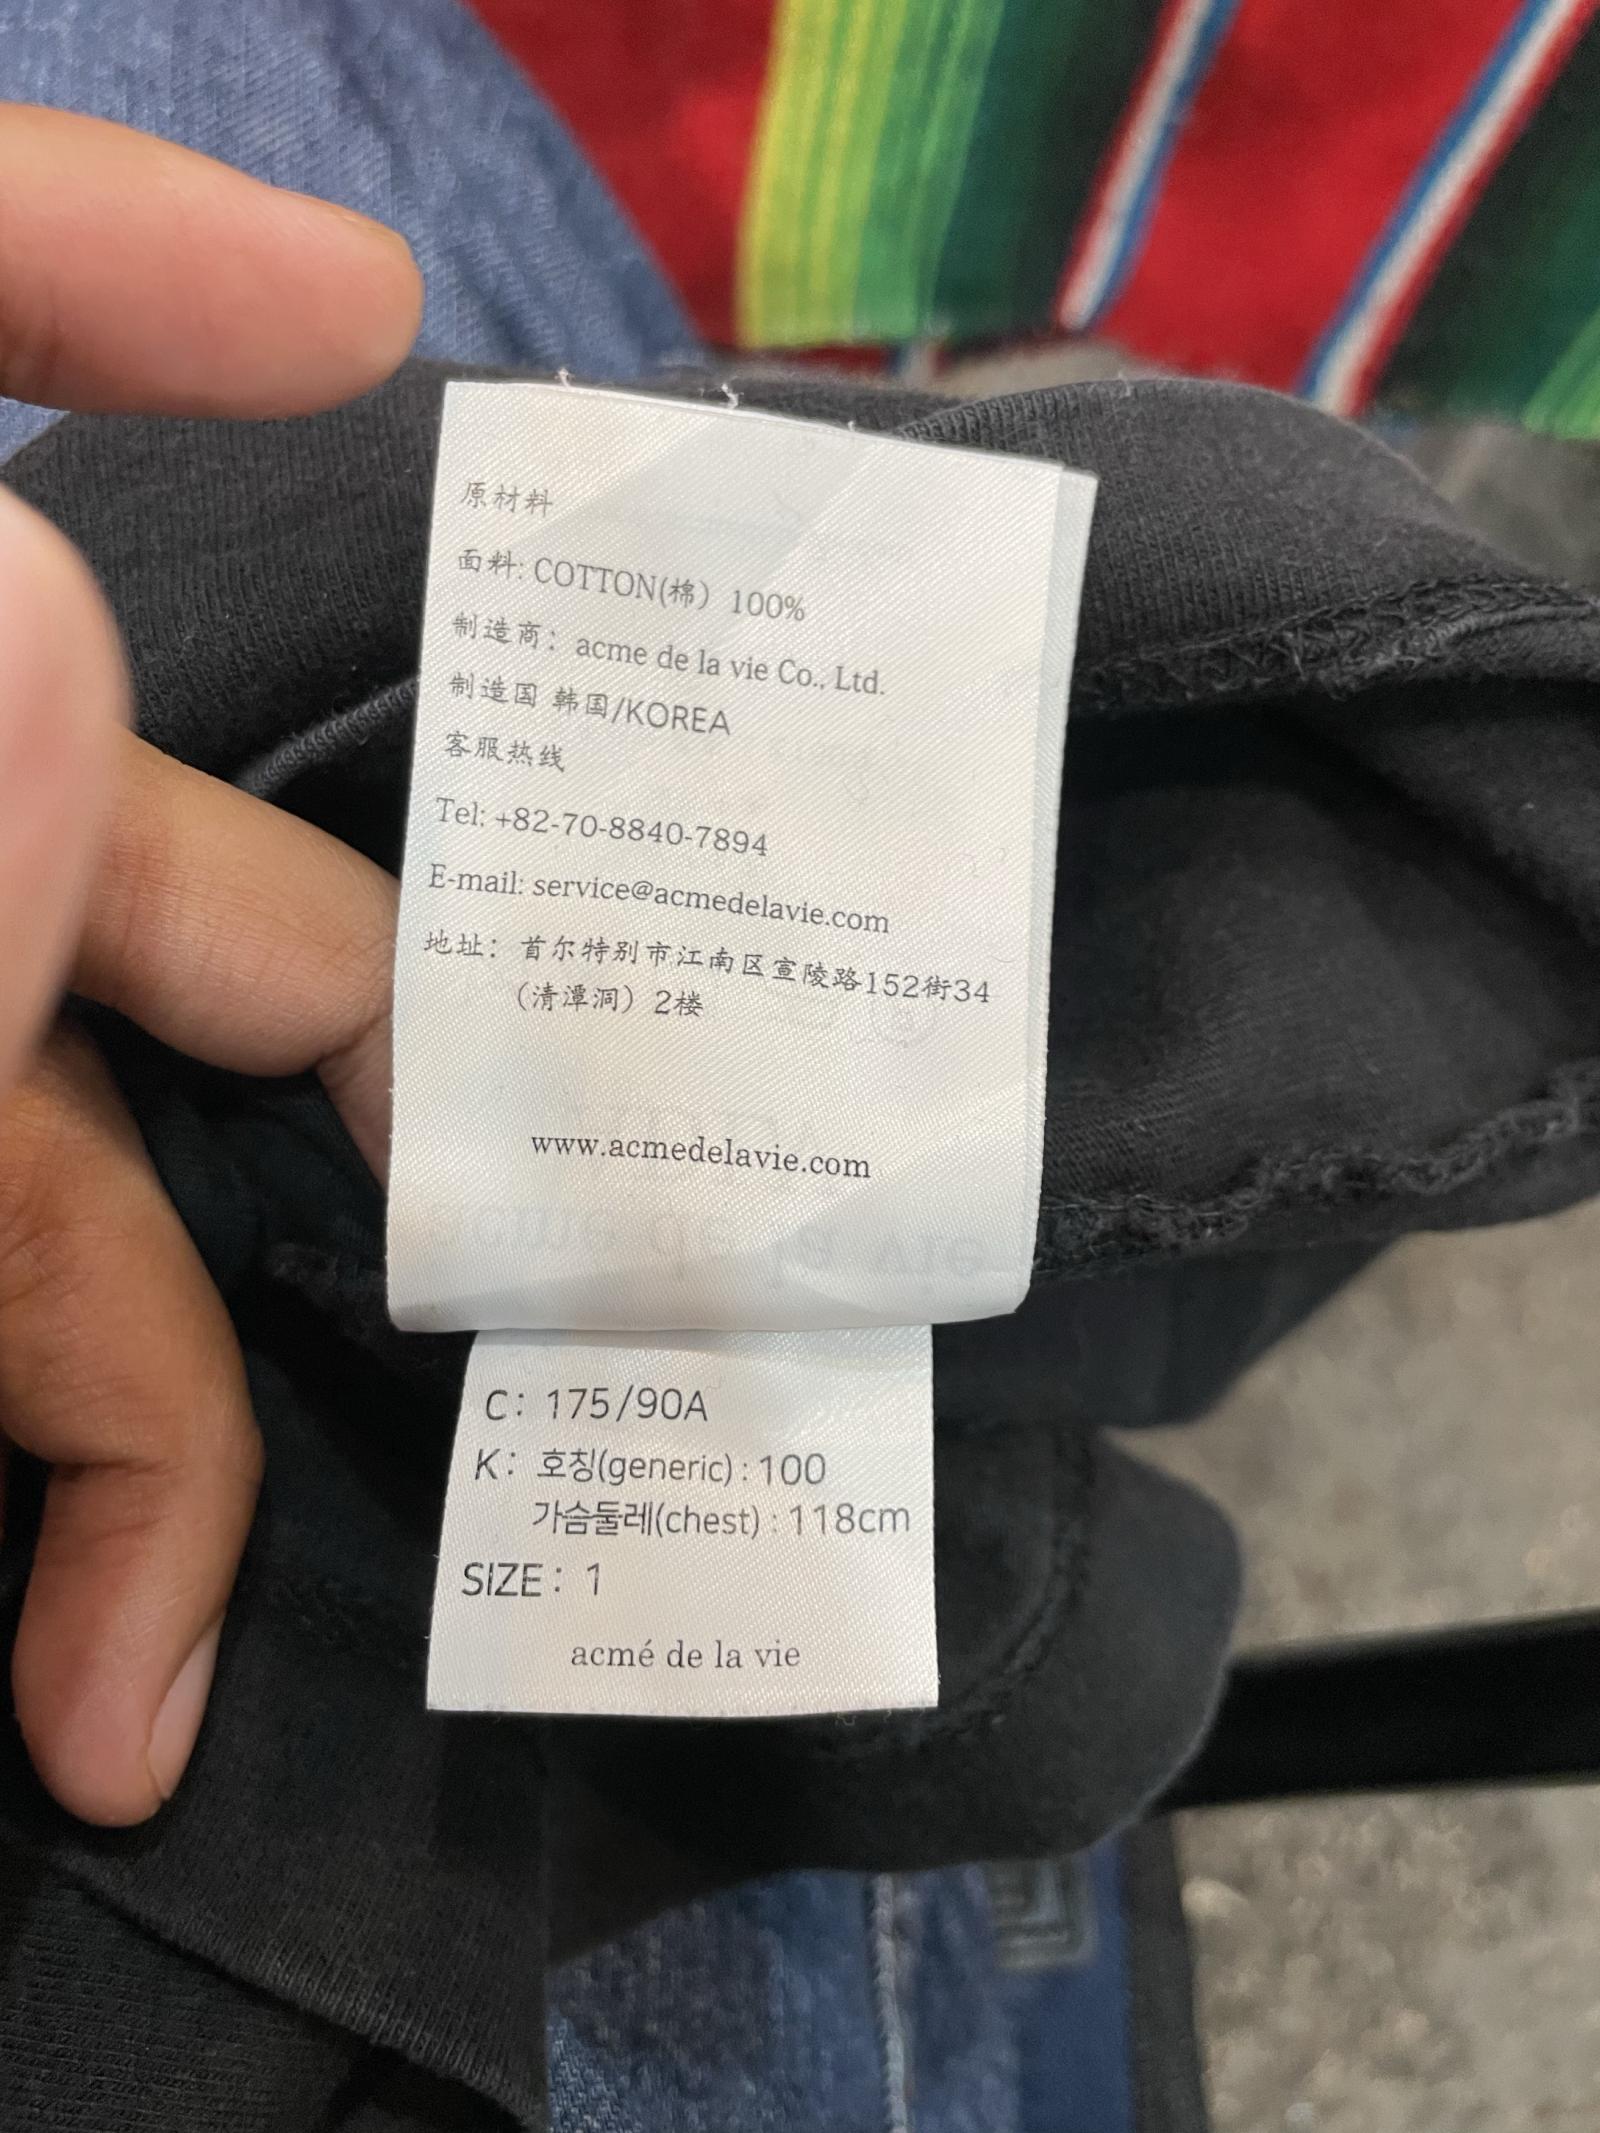 原材料
面料: COTTON(棉) 100%
制造商: acme de la vie Co., Ltd.
制造国 韩国/KOREA
客服热线
Tel: +82-70-8840-7894
E-mail: service@acmedelavie.com
地址: 首尔特别市江南区宣陵路152街34
(清潭洞) 2楼
www.acmedelavie.com
C: 175/90A
K: 호칭(generic) : 100
가슴둘레(chest) : 118cm
SIZE : 1
acmé de la vie